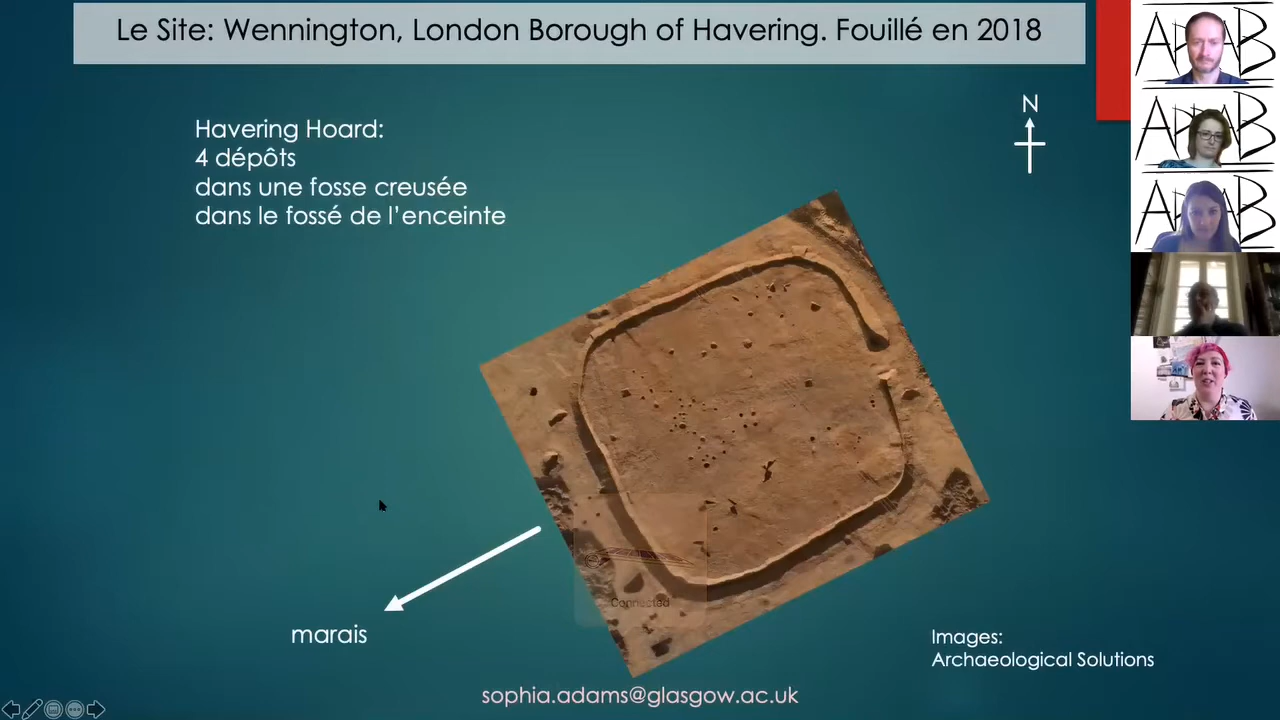 Le Site: Wennington, London Borough of Havering. Fouillé en 2018
Havering Hoard:
4 dépôts
dans une fosse creusée
dans le fossé de l'enceinte
N
marais
Connected
Images:
Archaeological Solutions
sophia.adams@glasgow.ac.uk